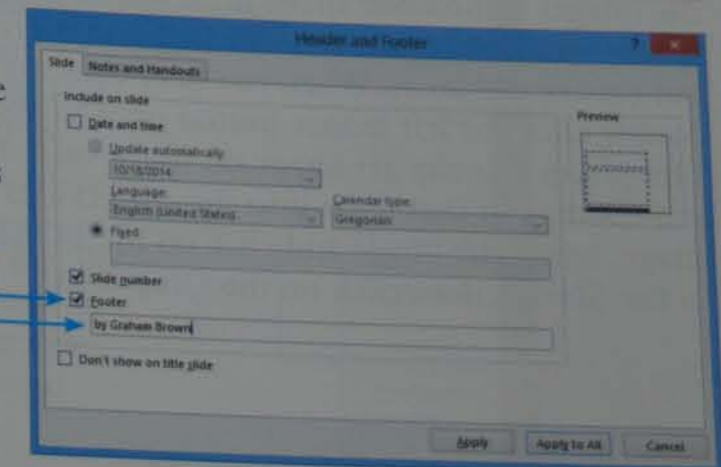 Header and Footer ?
Slide Notes and Handouts
Include on slide
Preview
Date and time
Update automatically
10/18/2014
Language:
Calendar type:
English (United States)
Gregorian
Fixed
Slide number
Footer
by Graham Brown
Don't show on title slide
Apply Apply to All Cancel